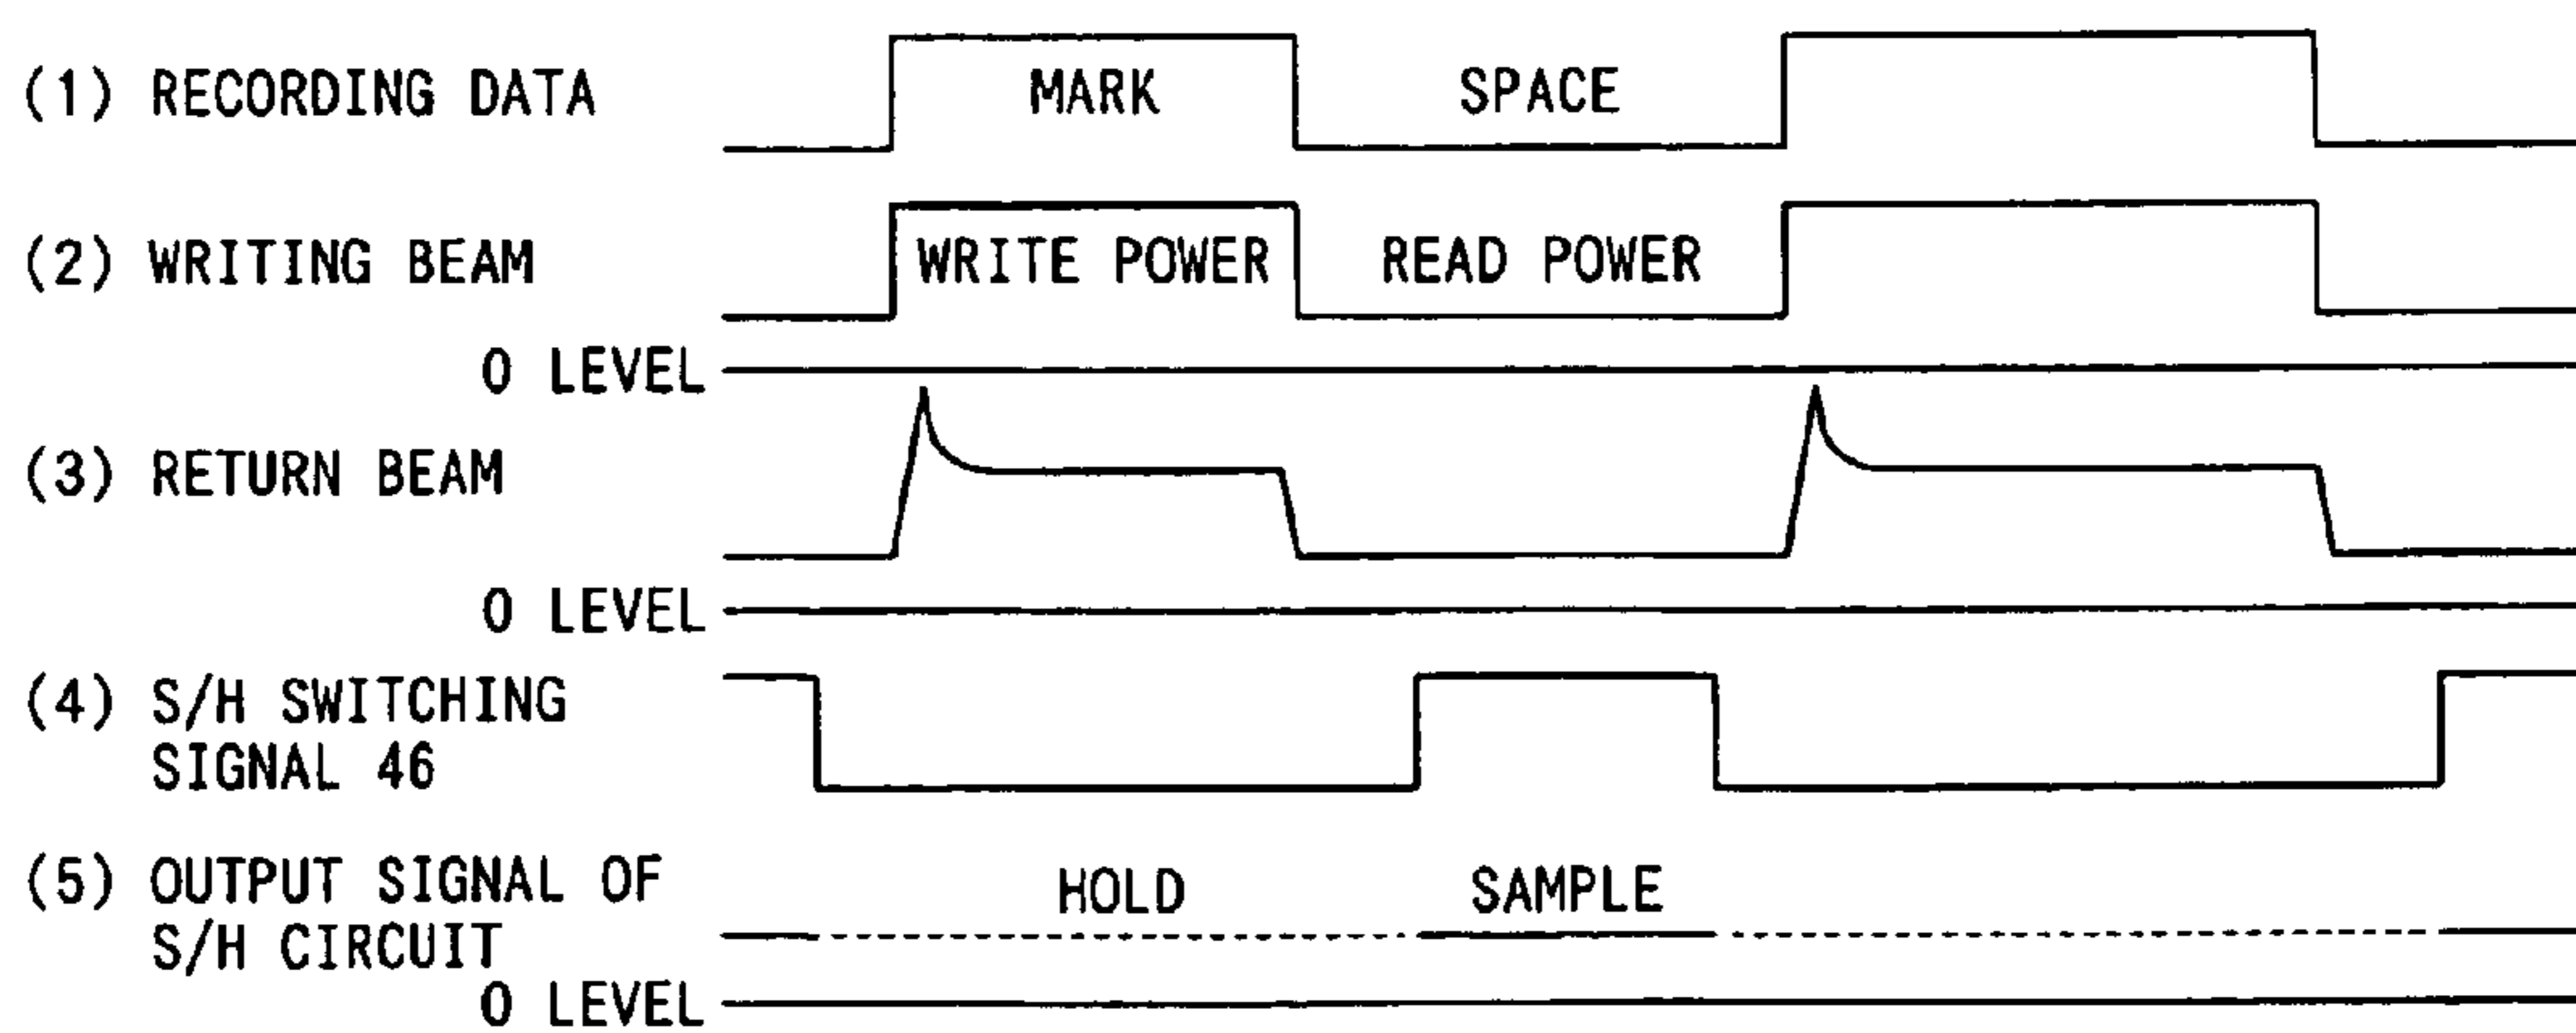 (1) RECORDING DATA
MARK
SPACE
(2) WRITING BEAM
WRITE POWER
READ POWER
0 LEVEL
(3) RETURN BEAM
0 LEVEL
(4) S/H SWITCHING
SIGNAL 46
(5) OUTPUT SIGNAL OF
S/H CIRCUIT
HOLD
SAMPLE
0 LEVEL